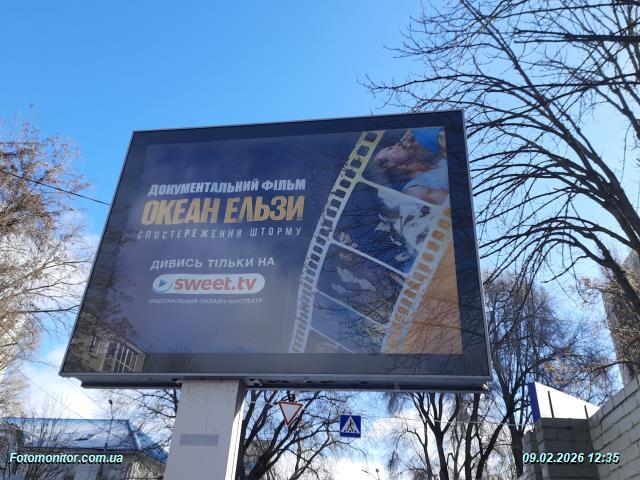 ДОКУМЕНТАЛЬНИЙ ФІЛЬМ
ОКЕАН ЕЛЬЗИ
СПОСТЕРЕЖЕННЯ ШТОРМУ
ДИВИСЬ ТІЛЬКИ НА
sweet.tv
НАЦІОНАЛЬНИЙ ОНЛАЙН-КІНОТЕАТР
Fotomonitor.com.ua
09.02.2026 12:35